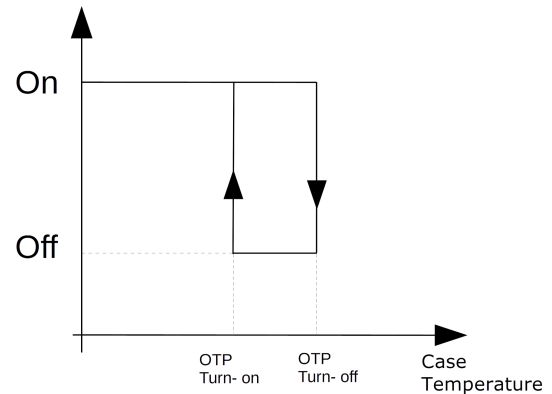 On
Off
OTP
Turn- on
OTP
Turn- off
Case
Temperature